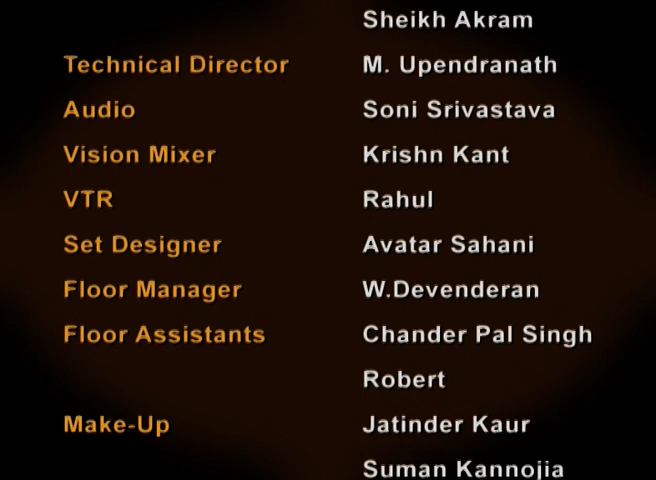 Sheikh Akram
Technical Director M. Upendranath
Audio Soni Srivastava
Vision Mixer Krishn Kant
VTR Rahul
Set Designer Avatar Sahani
Floor Manager W.Devenderan
Floor Assistants Chander Pal Singh
Robert
Make-Up Jatinder Kaur
Suman Kannojia